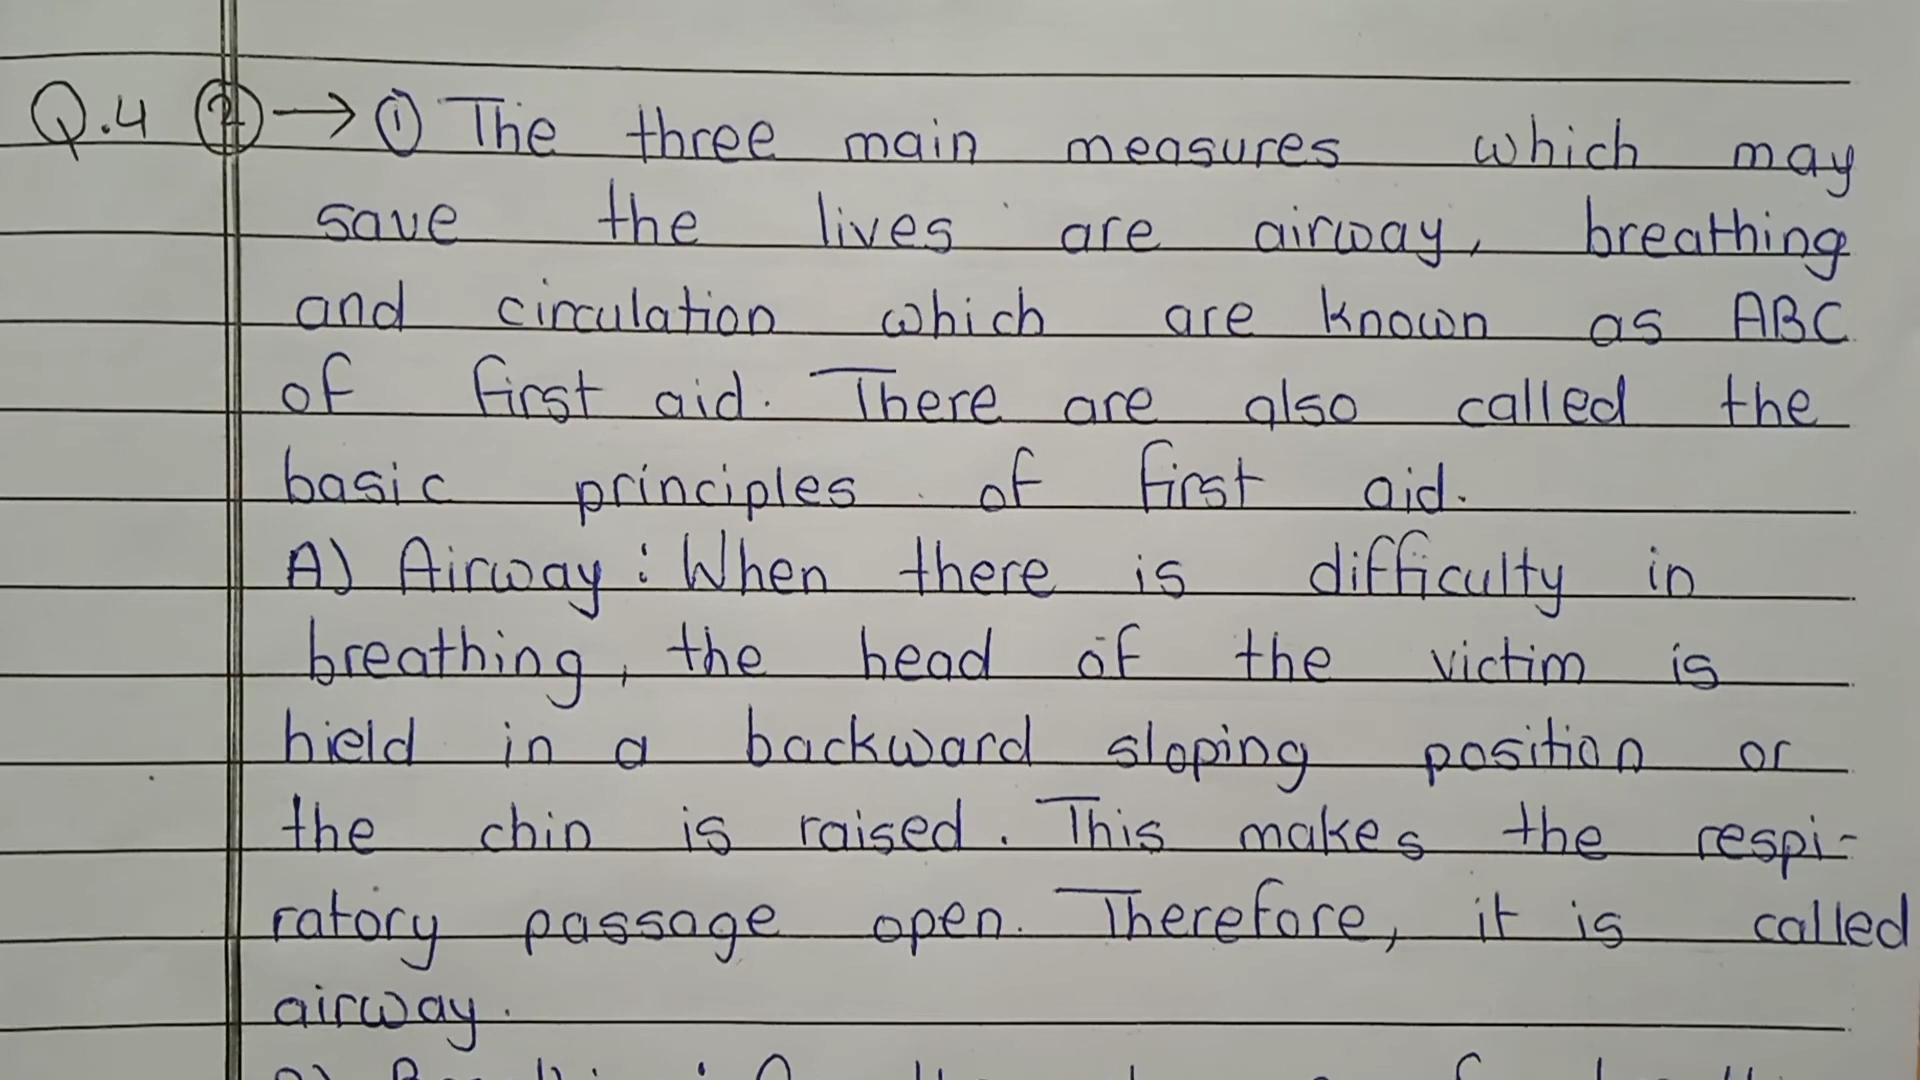 Q.4 ② → ① The three main measures which may
save the lives are airway, breathing
and circulation which are known as ABC
of first aid. There are also called the
basic principles of first aid.
A) Airway : When there is difficulty in
breathing, the head of the victim is
hield in a backward sloping position or
the chin is raised. This makes the respi-
ratory passage open. Therefore, it is called
airway.